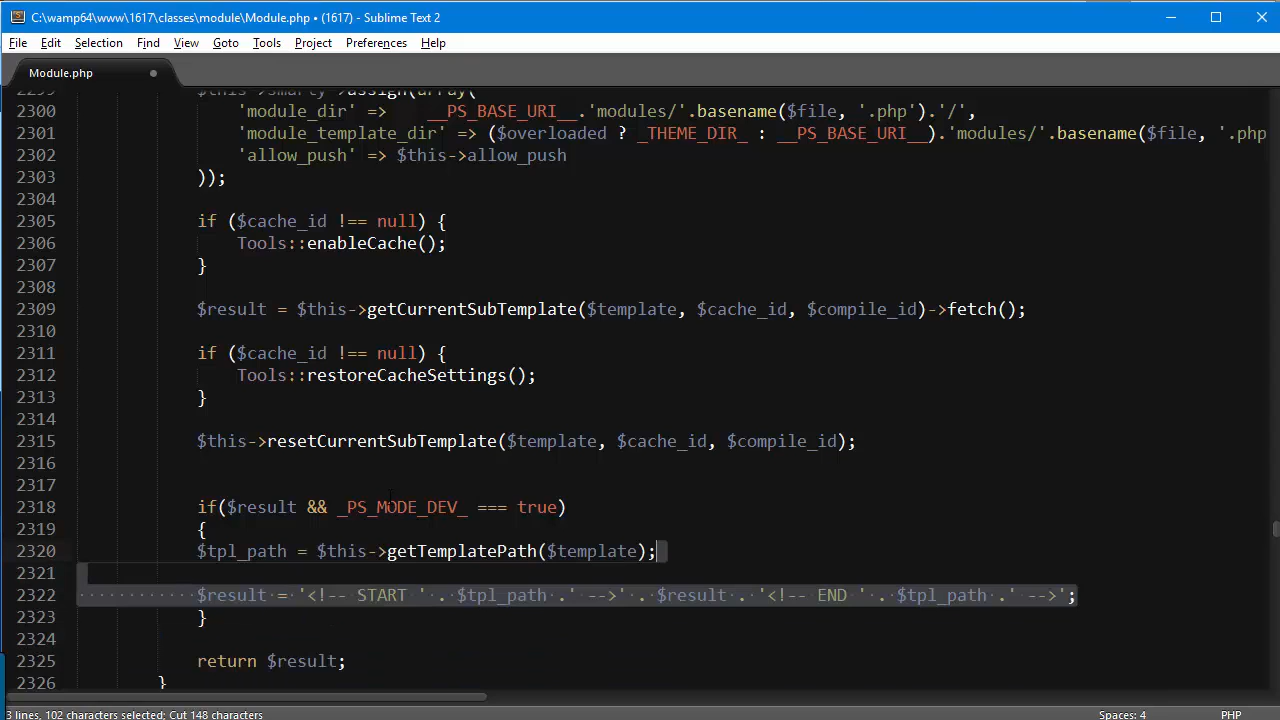 C:\wamp64\www\1617\classes\module\Module.php • (1617) - Sublime Text 2
File Edit Selection Find View Goto Tools Project Preferences Help
Module.php
2299 $this->smarty->assign(array(
2300 'module_dir' => __PS_BASE_URI__.'modules/'.basename($file, '.php').'/',
2301 'module_template_dir' => ($overloaded ? _THEME_DIR_ : __PS_BASE_URI__).'modules/'.basename($file, '.php
2302 'allow_push' => $this->allow_push
2303 ));
2304
2305 if ($cache_id !== null) {
2306 Tools::enableCache();
2307 }
2308
2309 $result = $this->getCurrentSubTemplate($template, $cache_id, $compile_id)->fetch();
2310
2311 if ($cache_id !== null) {
2312 Tools::restoreCacheSettings();
2313 }
2314
2315 $this->resetCurrentSubTemplate($template, $cache_id, $compile_id);
2316
2317
2318 if($result && _PS_MODE_DEV_ === true)
2319 {
2320 $tpl_path = $this->getTemplatePath($template);
2321
2322 $result = '<!-- START ' . $tpl_path .' -->' . $result . '<!-- END ' . $tpl_path .' -->';
2323 }
2324
2325 return $result;
2326 }
3 lines, 102 characters selected; Cut 148 characters Spaces: 4 PHP